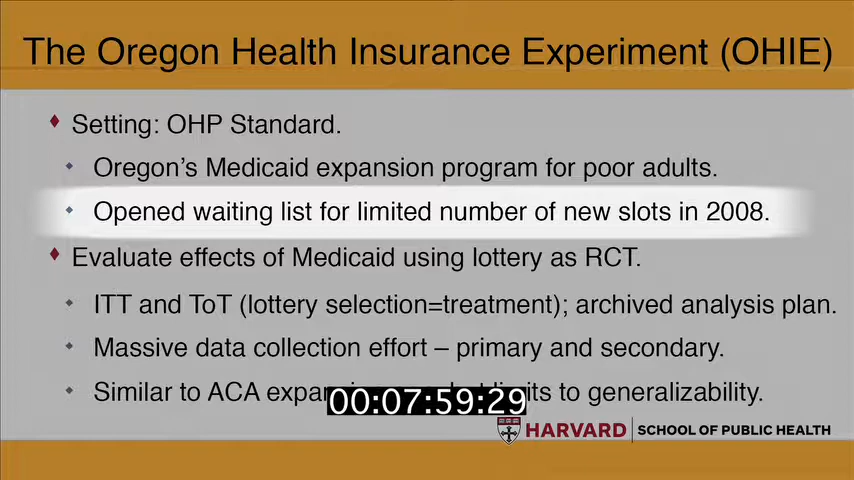 The Oregon Health Insurance Experiment (OHIE)
Setting: OHP Standard.
Oregon's Medicaid expansion program for poor adults.
Opened waiting list for limited number of new slots in 2008.
Evaluate effects of Medicaid using lottery as RCT.
ITT and ToT (lottery selection=treatment); archived analysis plan.
Massive data collection effort – primary and secondary.
Similar to ACA to generalizability.
00:07:59:29
HARVARD SCHOOL OF PUBLIC HEALTH